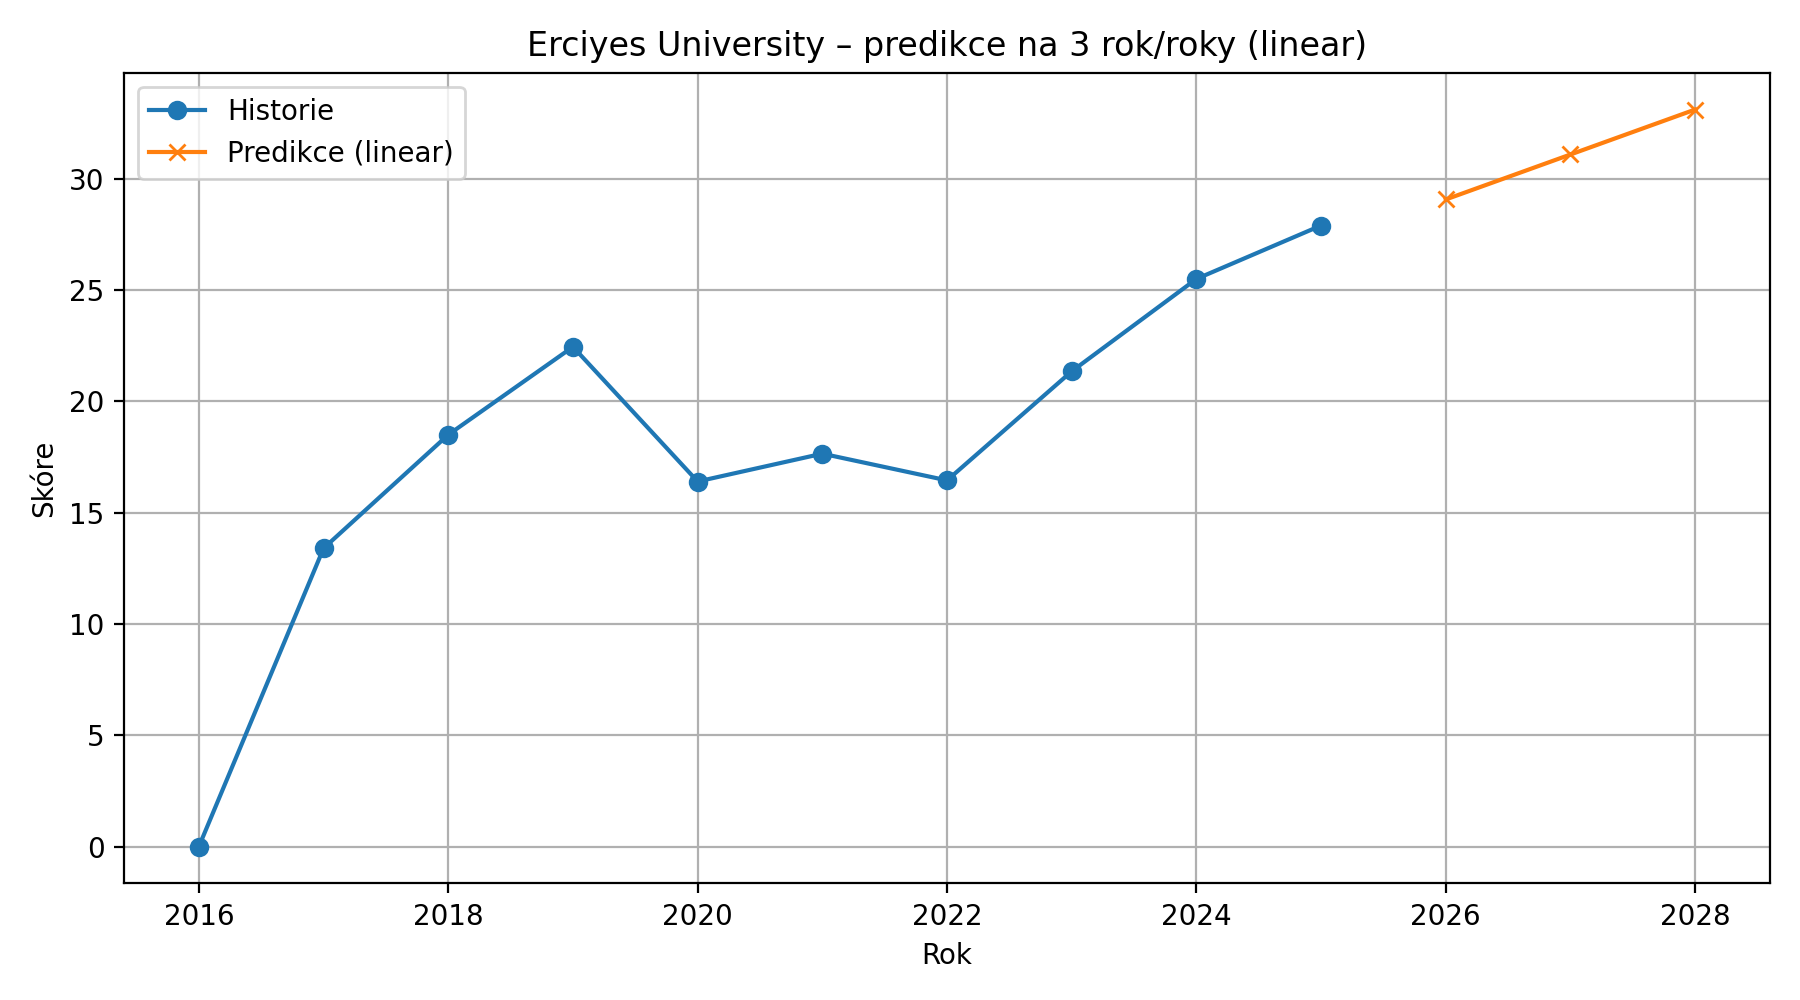 Erciyes University – predikce na 3 rok/roky (linear)
Historie
Predikce (linear)
30
25
20
15
10
5
0
Skóre
2016 2018 2020 2022 2024 2026 2028
Rok